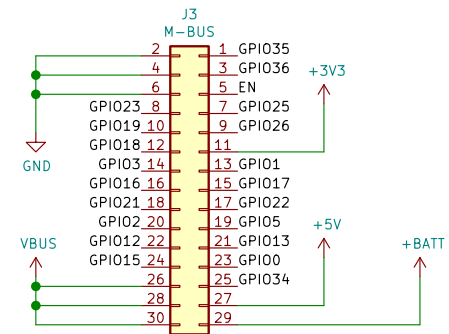 J3
M-BUS
2 1 GPIO35
4 3 GPIO36
+3V3
6 5 EN
GPIO23 8 7 GPIO25
GPIO19 10 9 GPIO26
GPIO18 12 11
GND
GPIO3 14 13 GPIO1
GPIO16 16 15 GPIO17
GPIO21 18 17 GPIO22
GPIO2 20 19 GPIO5
+5V
VBUS
+BATT
GPIO12 22 21 GPIO13
GPIO15 24 23 GPIO0
26 25 GPIO34
28 27
30 29